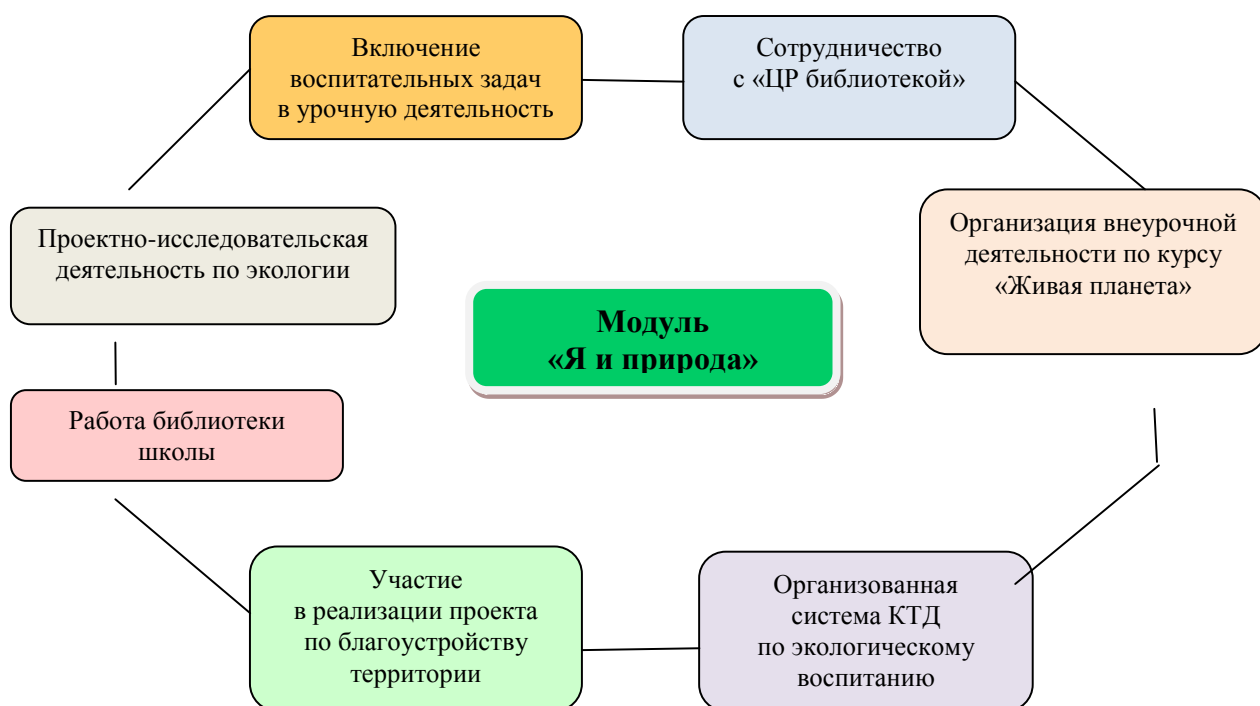 Включение
воспитательных задач
в урочную деятельность
Сотрудничество
с «ЦР библиотекой»
Проектно-исследовательская
деятельность по экологии
Организация внеурочной
деятельности по курсу
«Живая планета»
Модуль
«Я и природа»
Работа библиотеки
школы
Участие
в реализации проекта
по благоустройству
территории
Организованная
система КТД
по экологическому
воспитанию